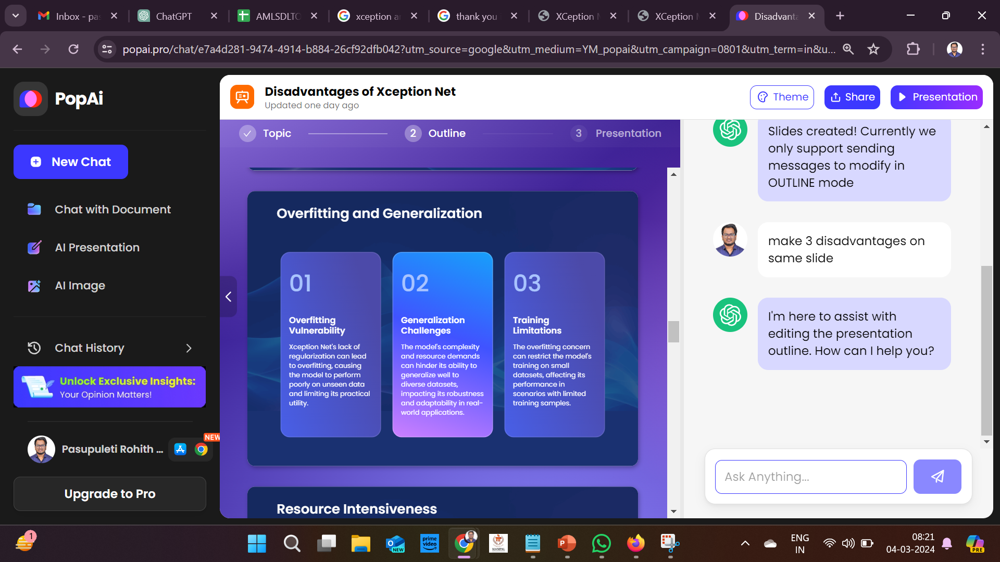 Inbox - pas
ChatGPT
AMLSDLTO
xception a
thank you
XCeption M
XCeption M
Disadvanta
popai.pro/chat/e7a4d281-9474-4914-b884-26cf92dfb042?utm_source=google&utm_medium=YM_popai&utm_campaign=0801&utm_term=in&u...
PopAi
New Chat
Chat with Document
AI Presentation
AI Image
Chat History
Unlock Exclusive Insights:
Your Opinion Matters!
NEW
Pasupuleti Rohith ...
Upgrade to Pro
Disadvantages of Xception Net
Updated one day ago
Theme
Share
Presentation
Topic
2 Outline
3 Presentation
Overfitting and Generalization
01
Overfitting
Vulnerability
Xception Net's lack of
regularization can lead
to overfitting, causing
the model to perform
poorly on unseen data
and limiting its practical
utility.
02
Generalization
Challenges
The model's complexity
and resource demands
can hinder its ability to
generalize well to
diverse datasets,
impacting its robustness
and adaptability in real-
world applications.
03
Training
Limitations
The overfitting concern
can restrict the model's
training on small
datasets, affecting its
performance in
scenarios with limited
training samples.
Resource Intensiveness
Slides created! Currently we
only support sending
messages to modify in
OUTLINE mode
make 3 disadvantages on
same slide
I'm here to assist with
editing the presentation
outline. How can I help you?
Ask Anything...
1
NEW
prime
video
MANIPAL
P
ENG
IN
08:21
04-03-2024
PRE